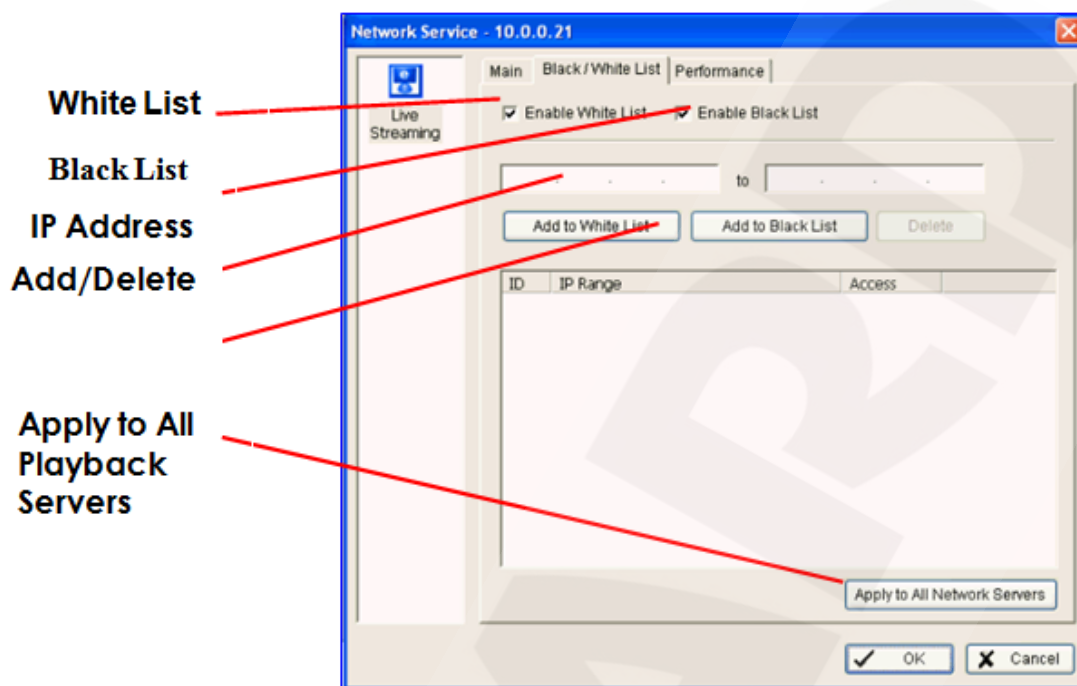 Network Service - 10.0.0.21
Main Black/White List Performance
White List
Live
Streaming
Enable White List Enable Black List
Black List
to
IP Address
Add to White List Add to Black List Delete
Add/Delete
ID IP Range Access
Apply to All
Playback
Servers
Apply to All Network Servers
OK Cancel